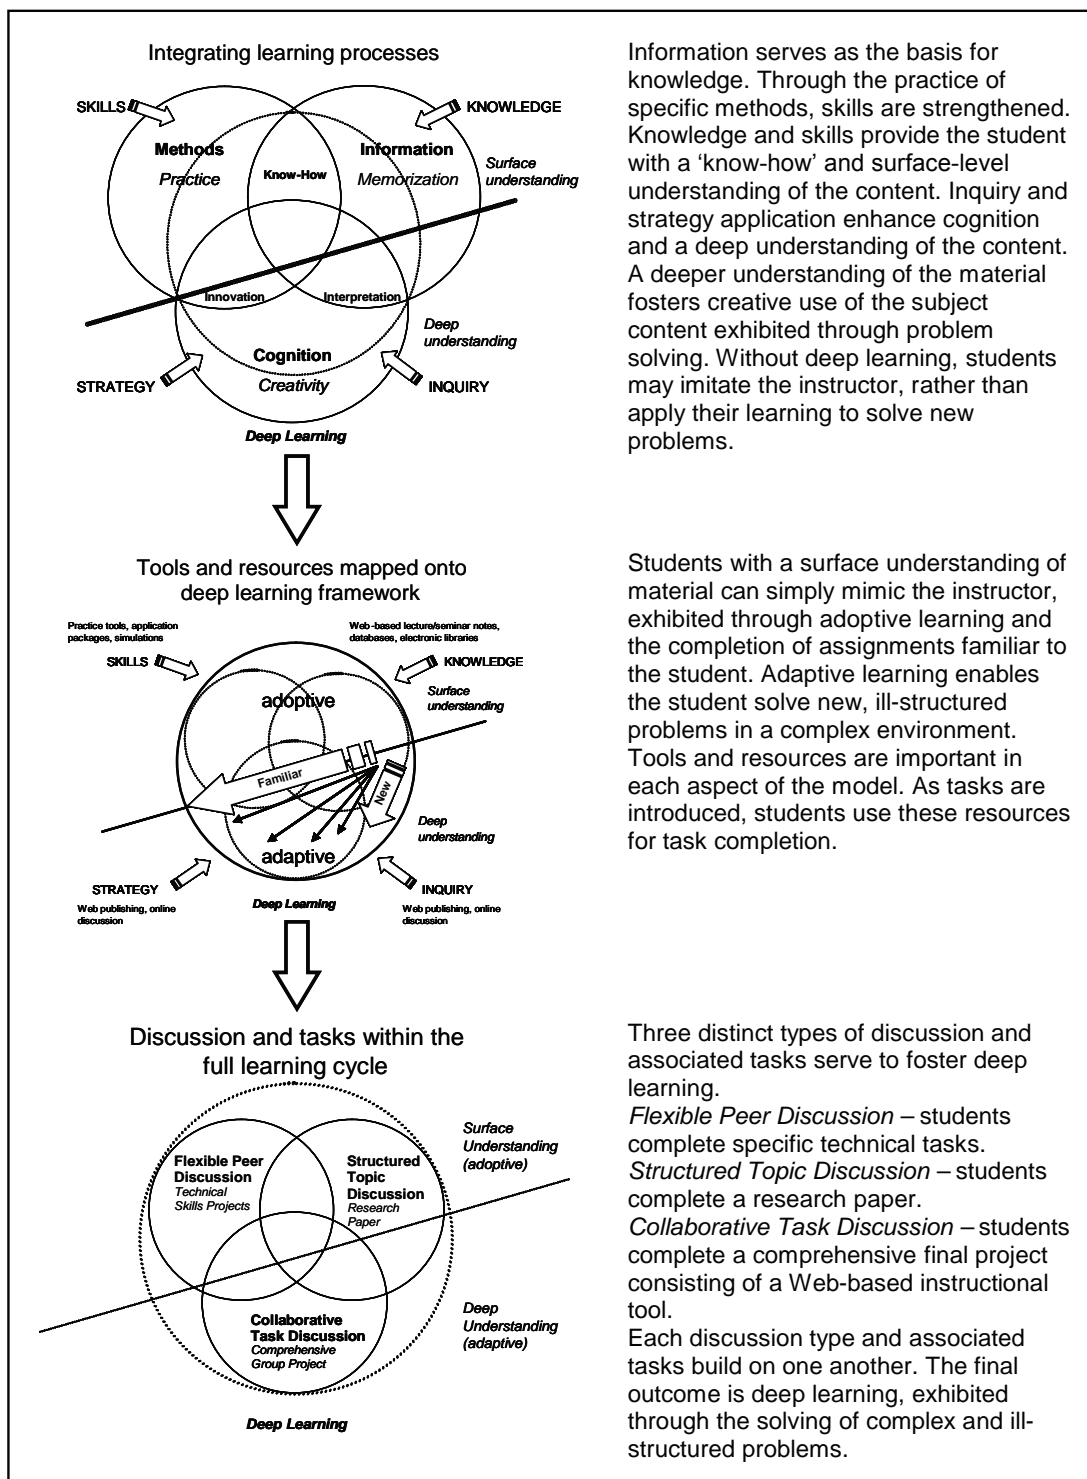 Integrating learning processes
SKILLS
KNOWLEDGE
Methods
Information
Practice
Know-How
Memorization
Surface
understanding
Innovation
Interpretation
Deep
understanding
Cognition
Creativity
STRATEGY
INQUIRY
Deep Learning
Information serves as the basis for
knowledge. Through the practice of
specific methods, skills are strengthened.
Knowledge and skills provide the student
with a ‘know-how’ and surface-level
understanding of the content. Inquiry and
strategy application enhance cognition
and a deep understanding of the content.
A deeper understanding of the material
fosters creative use of the subject
content exhibited through problem
solving. Without deep learning, students
may imitate the instructor, rather than
apply their learning to solve new
problems.
Tools and resources mapped onto
deep learning framework
Practice tools, application
packages, simulations
Web-based lecture/seminar notes,
databases, electronic libraries
SKILLS
KNOWLEDGE
adoptive
Surface
understanding
Familiar
New
Deep
understanding
adaptive
STRATEGY
INQUIRY
Web publishing, online
discussion
Deep Learning
Web publishing, online
discussion
Students with a surface understanding of
material can simply mimic the instructor,
exhibited through adoptive learning and
the completion of assignments familiar to
the student. Adaptive learning enables
the student solve new, ill-structured
problems in a complex environment.
Tools and resources are important in
each aspect of the model. As tasks are
introduced, students use these resources
for task completion.
Discussion and tasks within the
full learning cycle
Flexible Peer
Discussion
Technical
Skills Projects
Structured
Topic
Discussion
Research
Paper
Surface
Understanding
(adoptive)
Collaborative
Task Discussion
Comprehensive
Group Project
Deep
Understanding
(adaptive)
Deep Learning
Three distinct types of discussion and
associated tasks serve to foster deep
learning.
Flexible Peer Discussion – students
complete specific technical tasks.
Structured Topic Discussion – students
complete a research paper.
Collaborative Task Discussion – students
complete a comprehensive final project
consisting of a Web-based instructional
tool.
Each discussion type and associated
tasks build on one another. The final
outcome is deep learning, exhibited
through the solving of complex and ill-
structured problems.